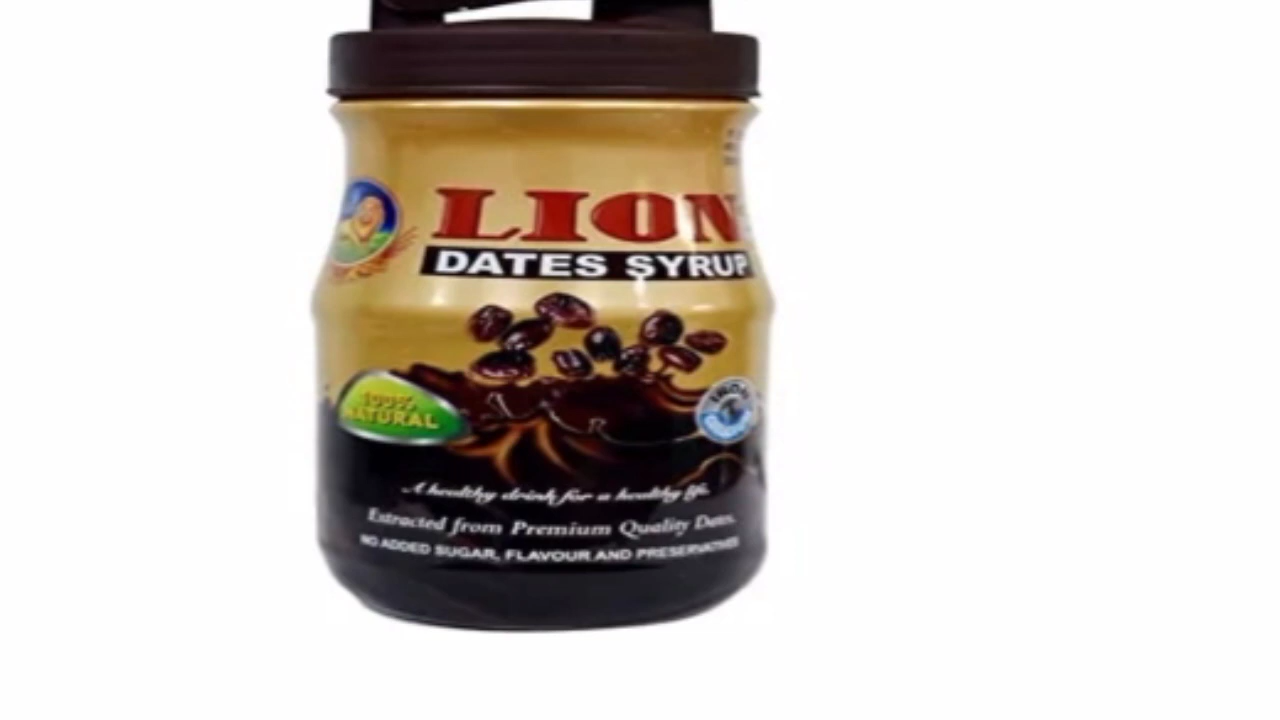 LION
DATES SYRUP
100%
NATURAL
IRON
A healthy drink for a healthy life.
Extracted from Premium Quality Dates.
NO ADDED SUGAR, FLAVOUR AND PRESERVATIVES